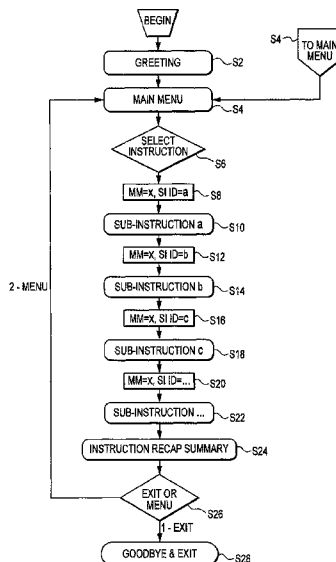 BEGIN
S4
TO MAIN
MENU
GREETING
S2
MAIN MENU
S4
SELECT
INSTRUCTION
S6
MM=x, SI ID=a
S8
SUB-INSTRUCTION a
S10
MM=x, SI ID=b
S12
2 - MENU
SUB-INSTRUCTION b
S14
MM=x, SI ID=c
S16
SUB-INSTRUCTION c
S18
MM=x, SI ID=...
S20
SUB-INSTRUCTION ...
S22
INSTRUCTION RECAP SUMMARY
S24
EXIT OR
MENU
S26
1 - EXIT
GOODBYE & EXIT
S28